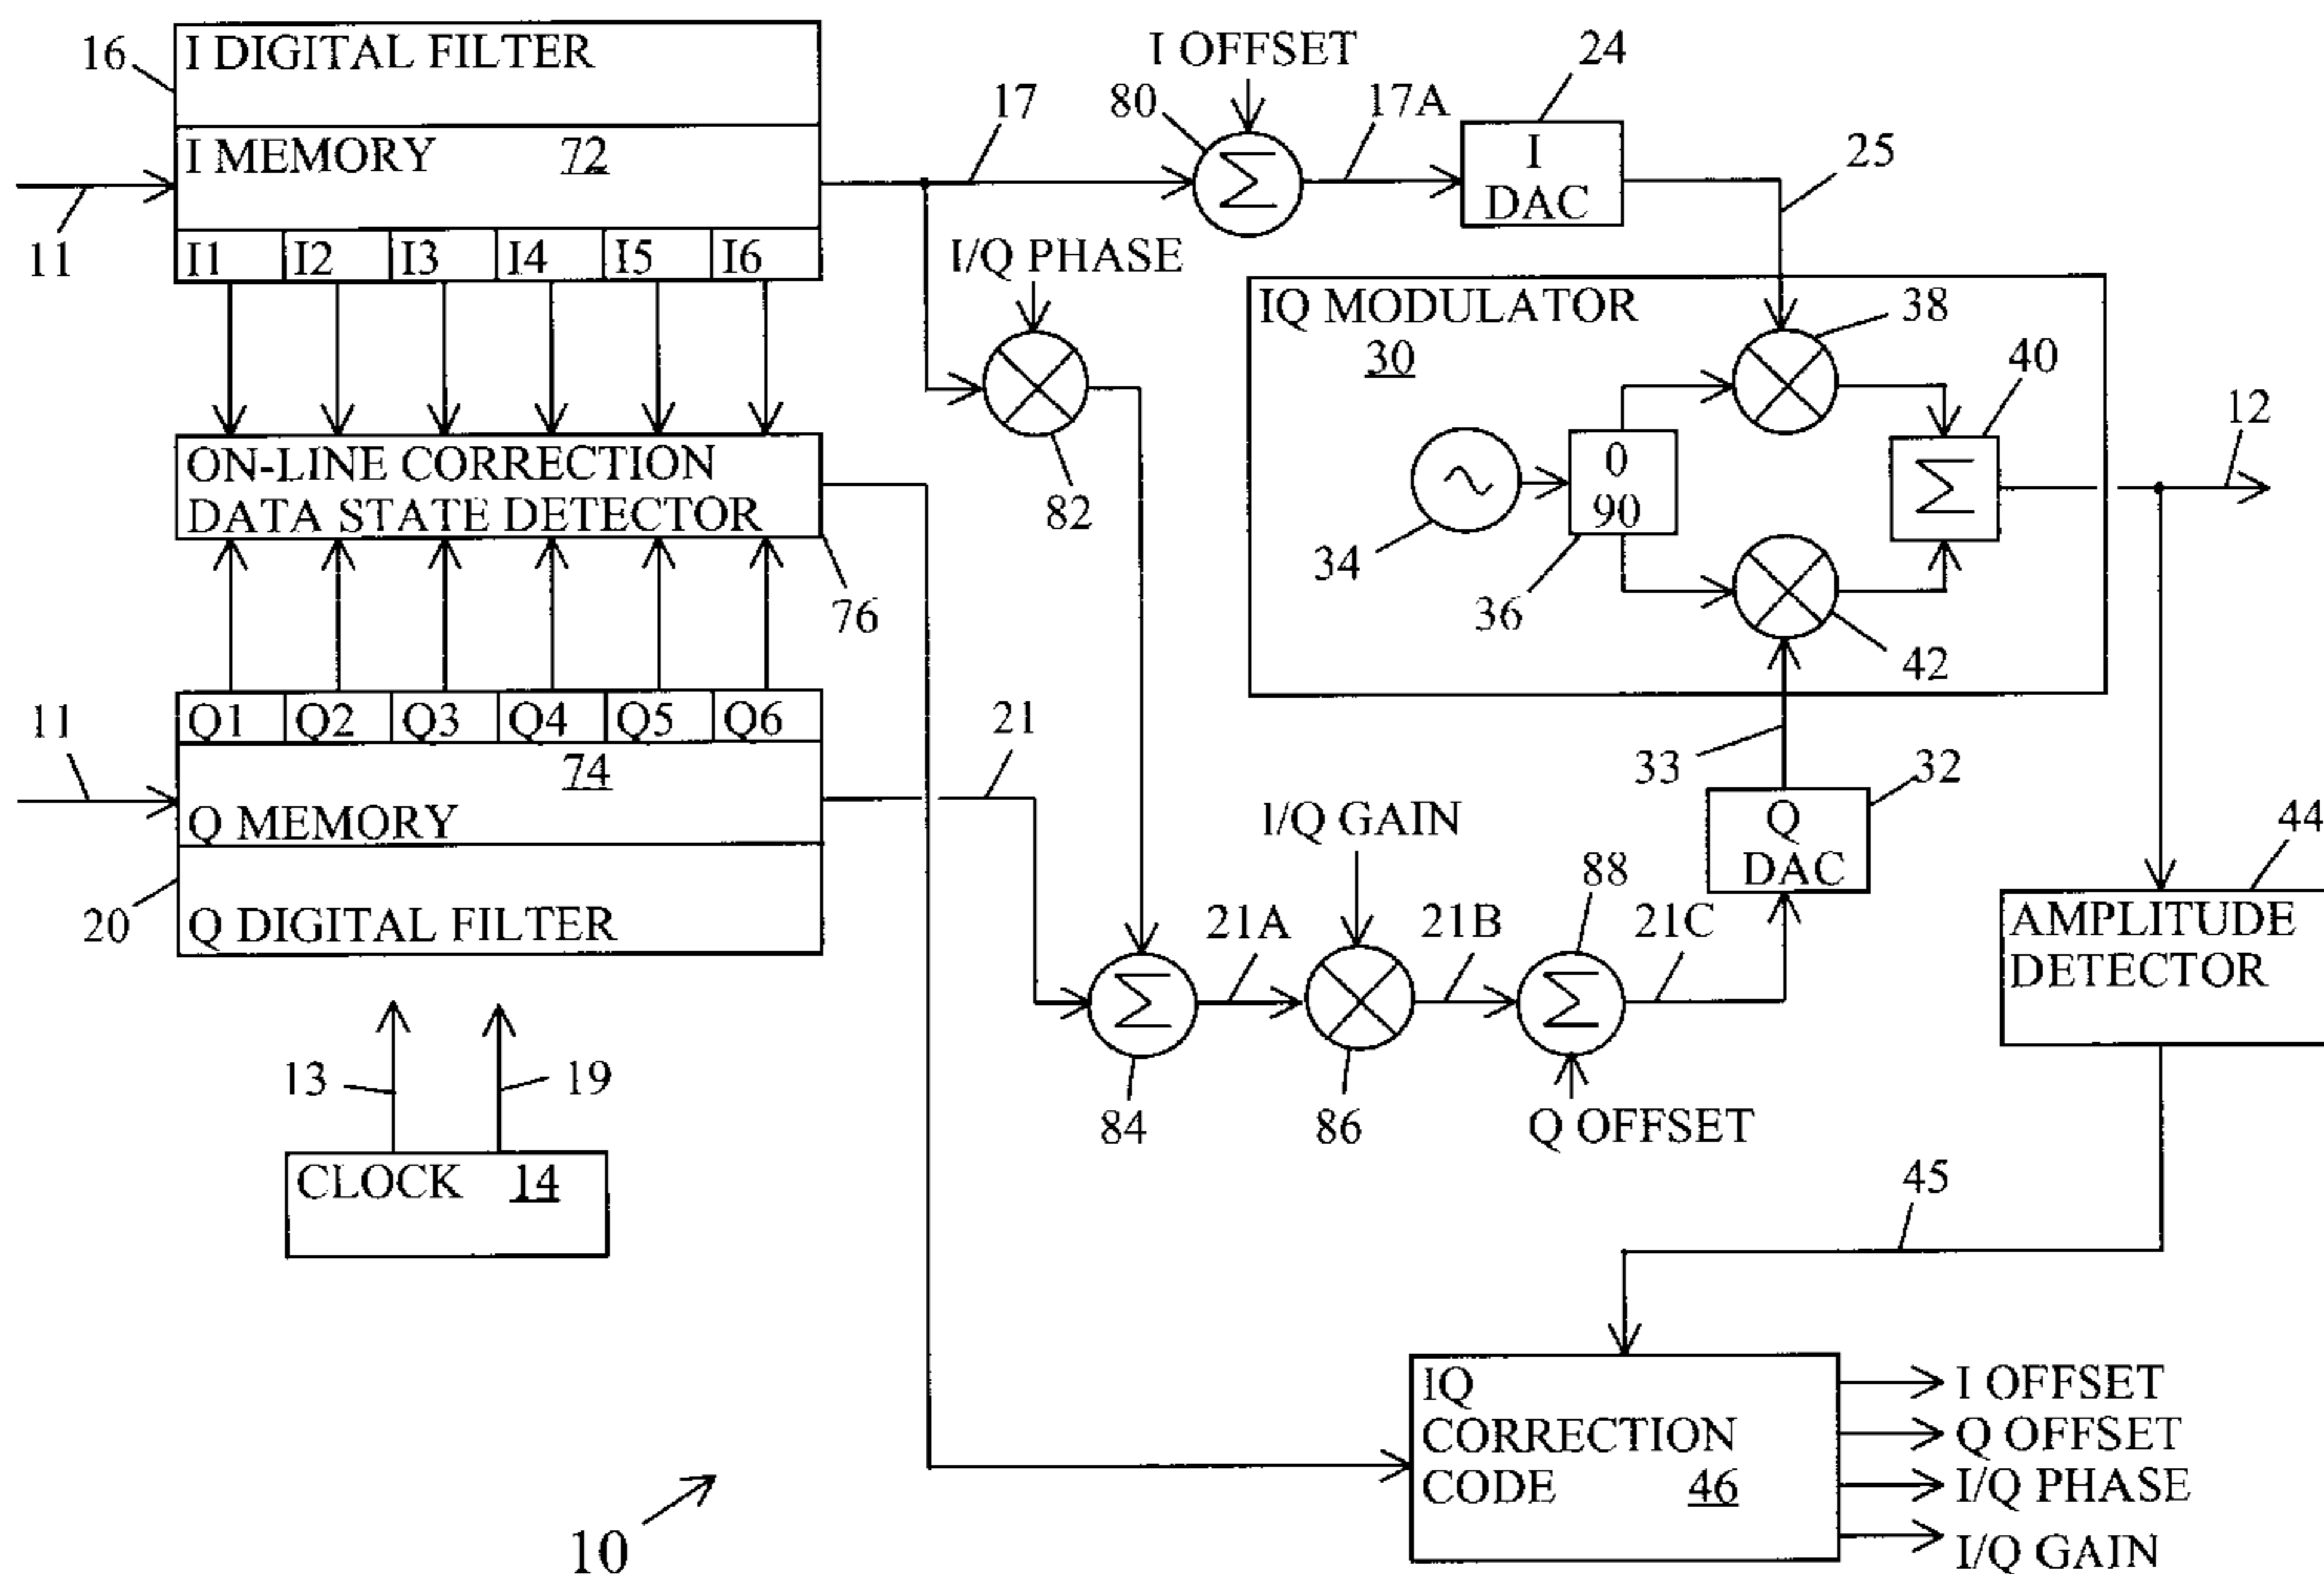 I DIGITAL FILTER
16
I MEMORY 72
11
I1 I2 I3 I4 I5 I6
ON-LINE CORRECTION
DATA STATE DETECTOR
76
Q1 Q2 Q3 Q4 Q5 Q6
11
74
Q MEMORY
20
Q DIGITAL FILTER
13
19
CLOCK 14
10
17
I OFFSET
80
17A
24
I
DAC
25
I/Q PHASE
82
IQ MODULATOR
30
38
40
12
0
90
34
36
42
21
33
32
Q
DAC
I/Q GAIN
88
44
AMPLITUDE
DETECTOR
21A
21B
21C
84
86
Q OFFSET
45
IQ
CORRECTION
CODE 46
I OFFSET
Q OFFSET
I/Q PHASE
I/Q GAIN